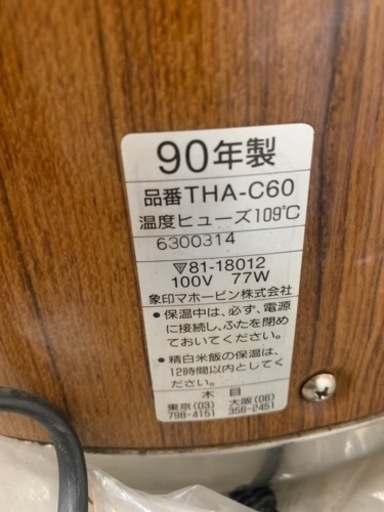 90年製
品番THA-C60
温度ヒューズ109℃
6300314
▽81-18012
100V 77W
象印マホービン株式会社
●保温中は、必ず、電源
に接続し、ふたを閉め
ておいてください。
●精白米飯の保温は、
12時間以内としてく
ださい。
木目
東京(03) 大阪(06)
798-4151 356-2451